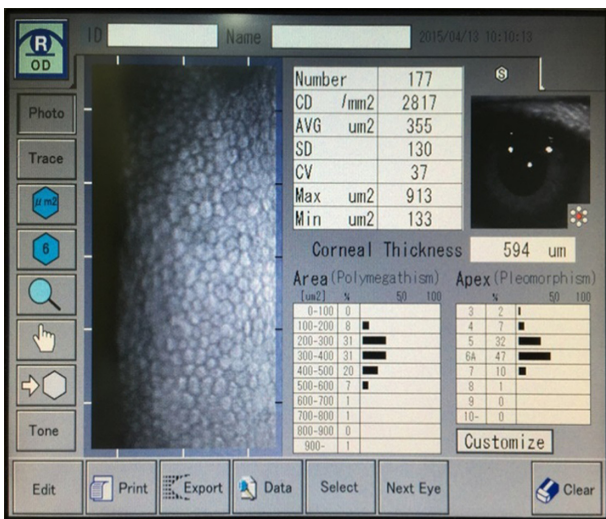 R
OD
ID
Name
2015/04/13 10:10:13
Photo
Trace
μm2
6
Tone
Number 177
CD /mm2 2817
AVG um2 355
SD 130
CV 37
Max um2 913
Min um2 133
S
Corneal Thickness 594 um
Area (Polymegathism)
[um2] % 50 100
0-100 0
100-200 8
200-300 31
300-400 31
400-500 20
500-600 7
600-700 1
700-800 1
800-900 0
900- 1
Apex (Pleomorphism)
% 50 100
3 2
4 7
5 32
6A 47
7 10
8 1
9 0
10- 0
Customize
Edit
Print
Export
Data
Select
Next Eye
Clear